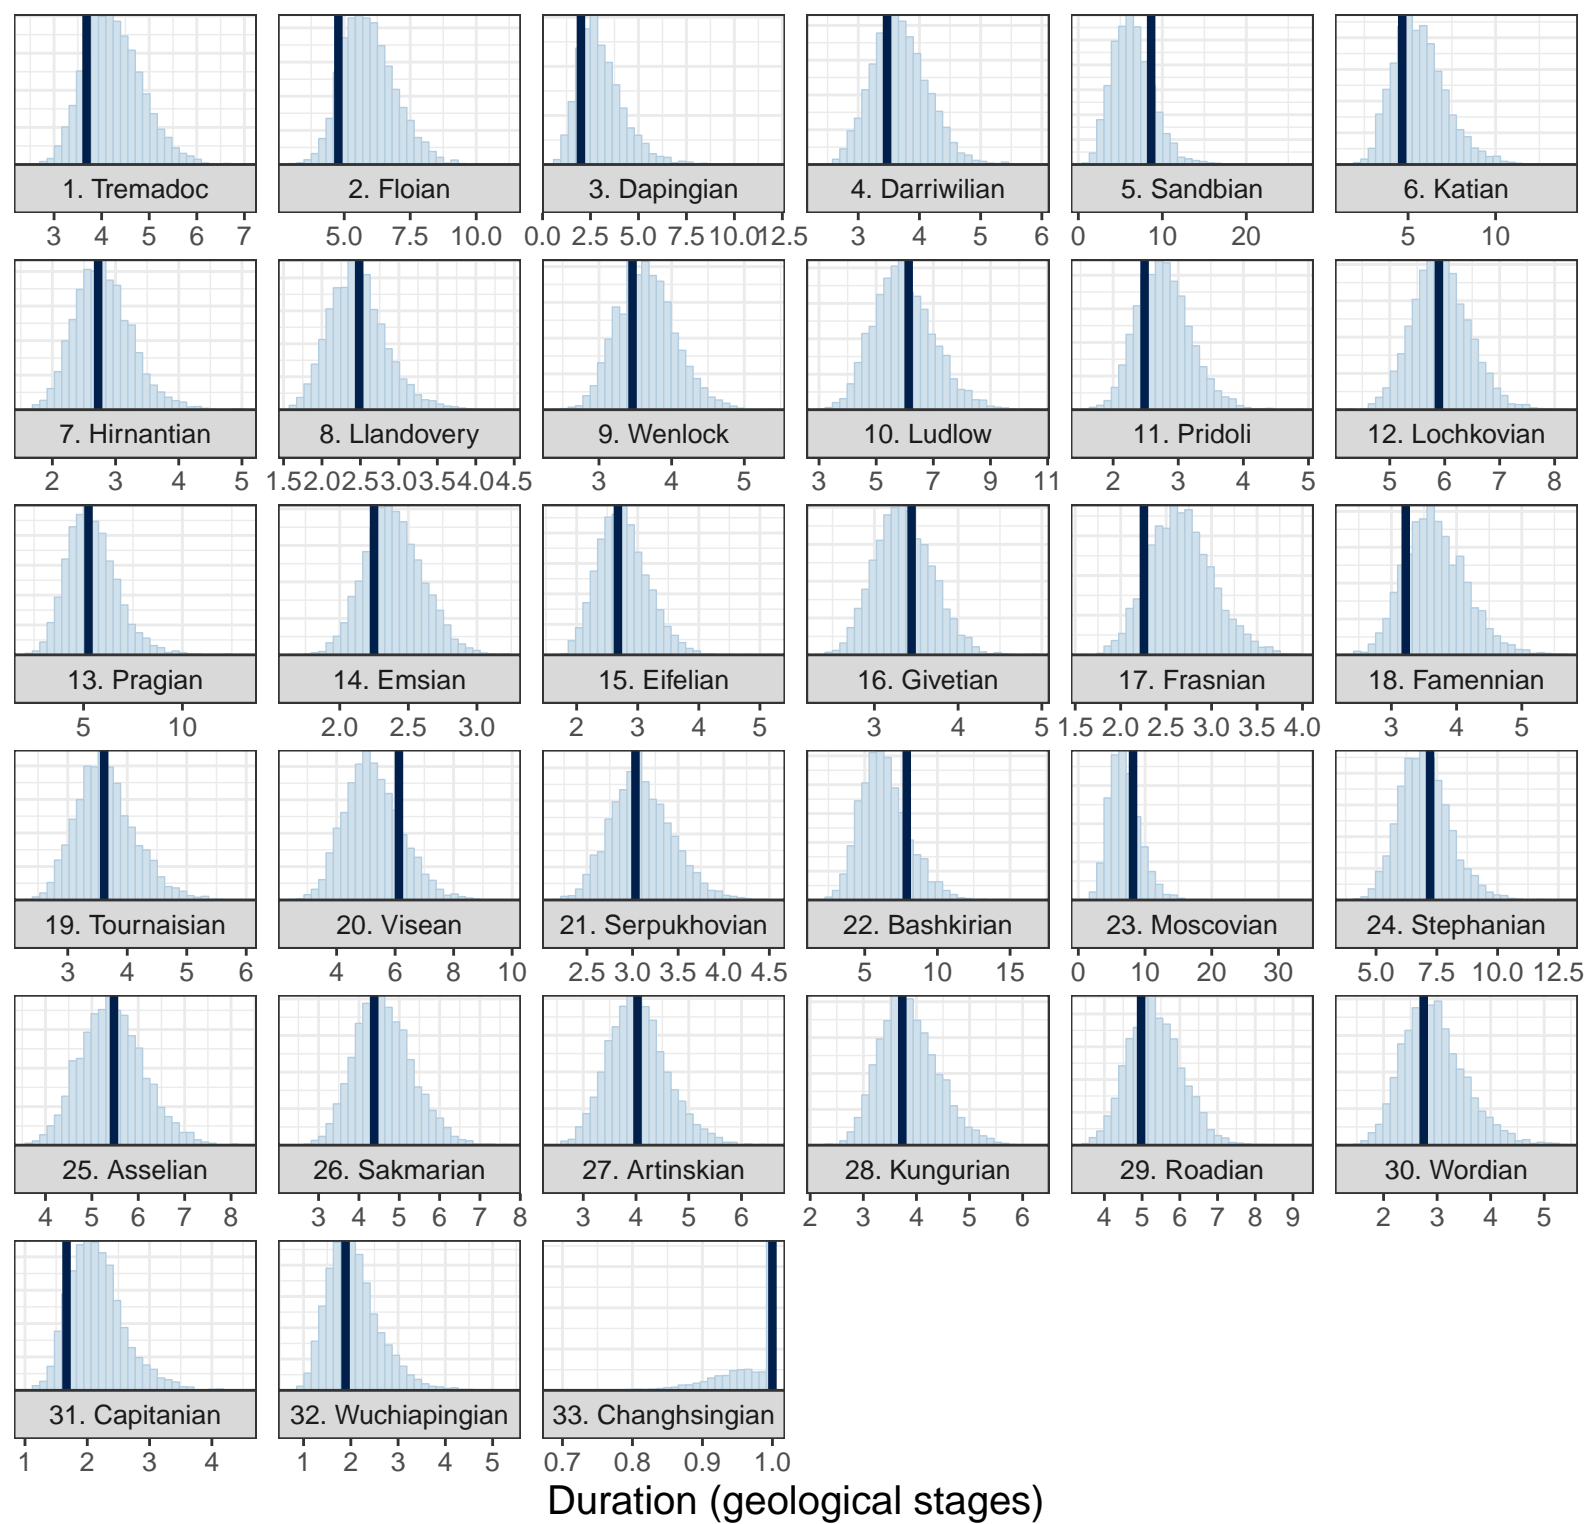 1. Tremadoc 2. Floian 3. Dapingian 4. Darriwilian 5. Sandbian 6. Katian
3 4 5 6 7 5.0 7.5 10.0 0.0 2.5 5.0 7.5 10.0 12.5 3 4 5 6 0 10 20 5 10
7. Hirnantian 8. Llandovery 9. Wenlock 10. Ludlow 11. Pridoli 12. Lochkovian
2 3 4 5 1.5 2.0 2.5 3.0 3.5 4.0 4.5 3 4 5 3 5 7 9 11 2 3 4 5 5 6 7 8
13. Pragian 14. Emsian 15. Eifelian 16. Givetian 17. Frasnian 18. Famennian
5 10 2.0 2.5 3.0 2 3 4 5 3 4 5 1.5 2.0 2.5 3.0 3.5 4.0 3 4 5
19. Tournaisian 20. Visean 21. Serpukhovian 22. Bashkirian 23. Moscovian 24. Stephanian
3 4 5 6 4 6 8 10 2.5 3.0 3.5 4.0 4.5 5 10 15 0 10 20 30 5.0 7.5 10.0 12.5
25. Asselian 26. Sakmarian 27. Artinskian 28. Kungurian 29. Roadian 30. Wordian
4 5 6 7 8 3 4 5 6 7 8 3 4 5 6 2 3 4 5 6 4 5 6 7 8 9 2 3 4 5
31. Capitanian 32. Wuchiapingian 33. Changhsingian
1 2 3 4 1 2 3 4 5 0.7 0.8 0.9 1.0
Duration (geological stages)